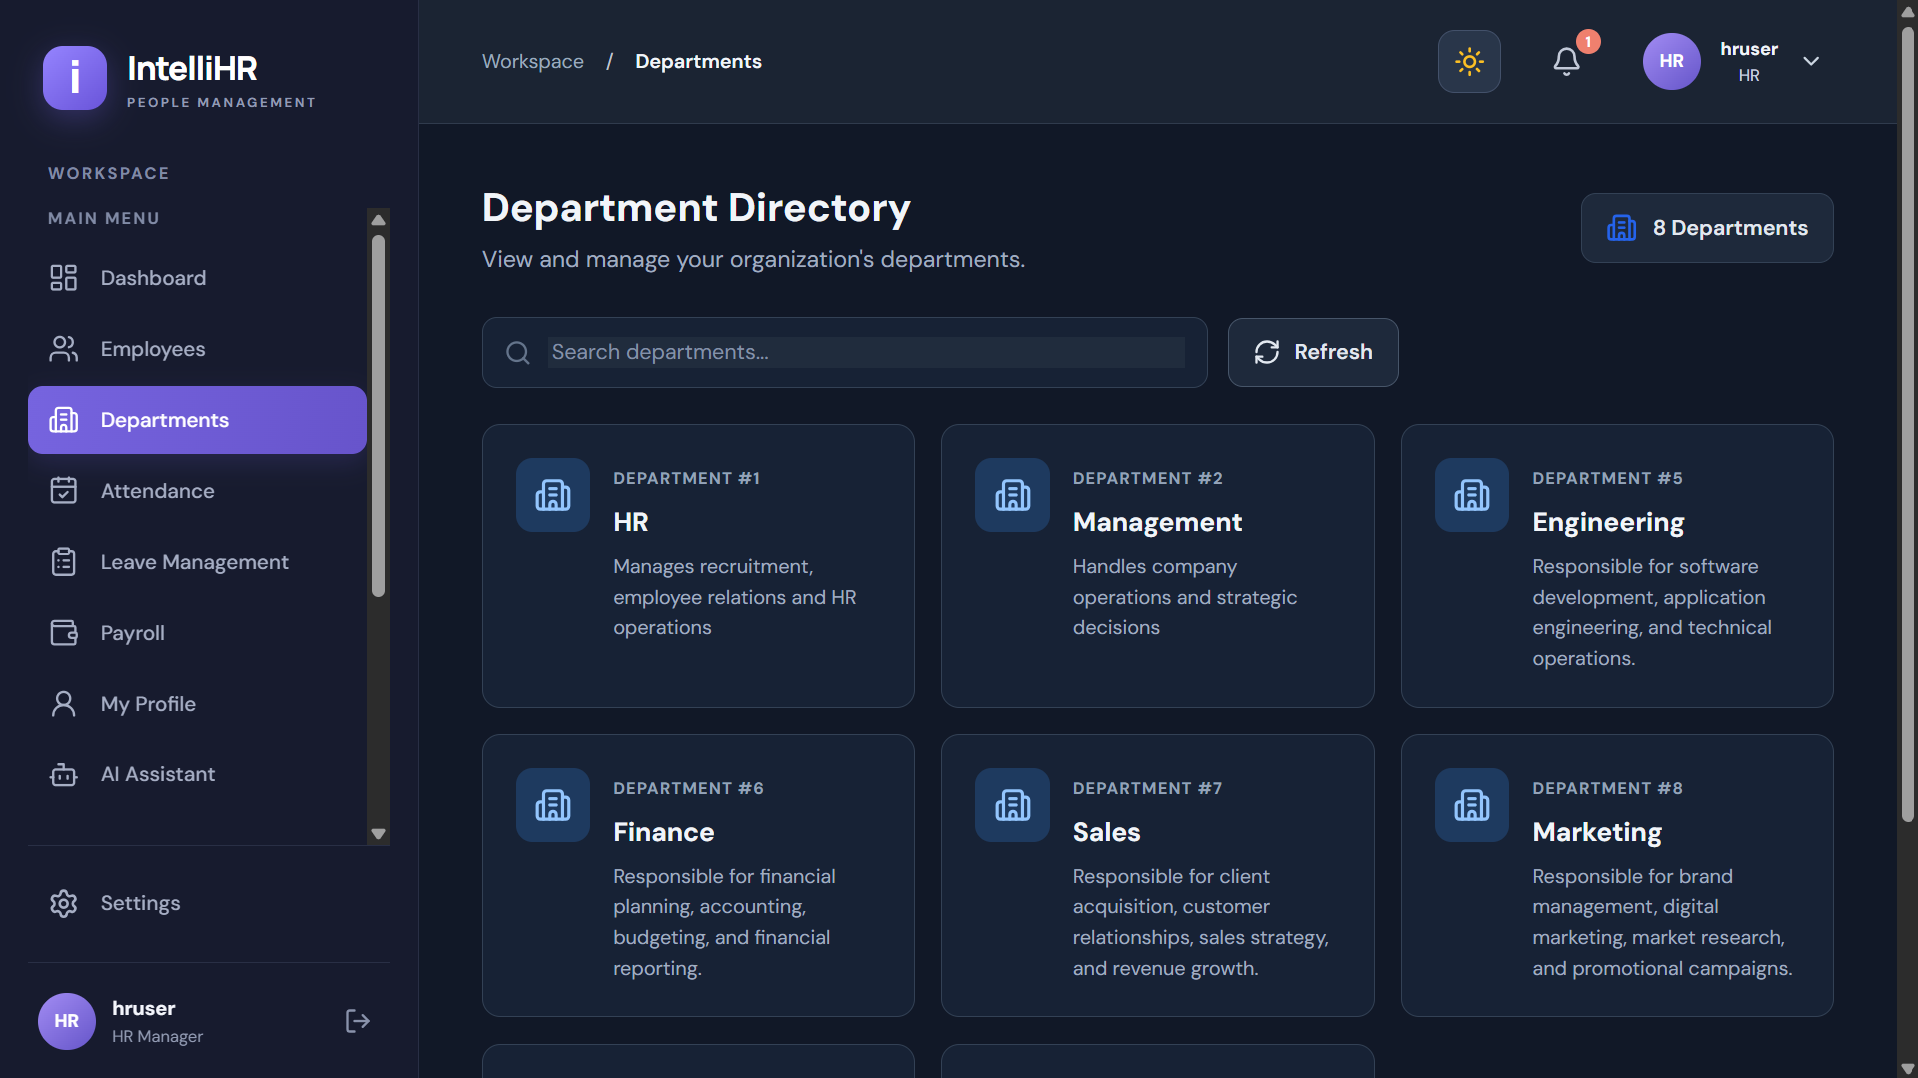 i
IntelliHR
PEOPLE MANAGEMENT
WORKSPACE
MAIN MENU
Dashboard
Employees
Departments
Attendance
Leave Management
Payroll
My Profile
AI Assistant
Settings
HR
hruser
HR Manager
Workspace / Departments
1
HR
hruser
HR
Department Directory
View and manage your organization's departments.
8 Departments
Search departments...
Refresh
DEPARTMENT #1
HR
Manages recruitment,
employee relations and HR
operations
DEPARTMENT #2
Management
Handles company
operations and strategic
decisions
DEPARTMENT #5
Engineering
Responsible for software
development, application
engineering, and technical
operations.
DEPARTMENT #6
Finance
Responsible for financial
planning, accounting,
budgeting, and financial
reporting.
DEPARTMENT #7
Sales
Responsible for client
acquisition, customer
relationships, sales strategy,
and revenue growth.
DEPARTMENT #8
Marketing
Responsible for brand
management, digital
marketing, market research,
and promotional campaigns.